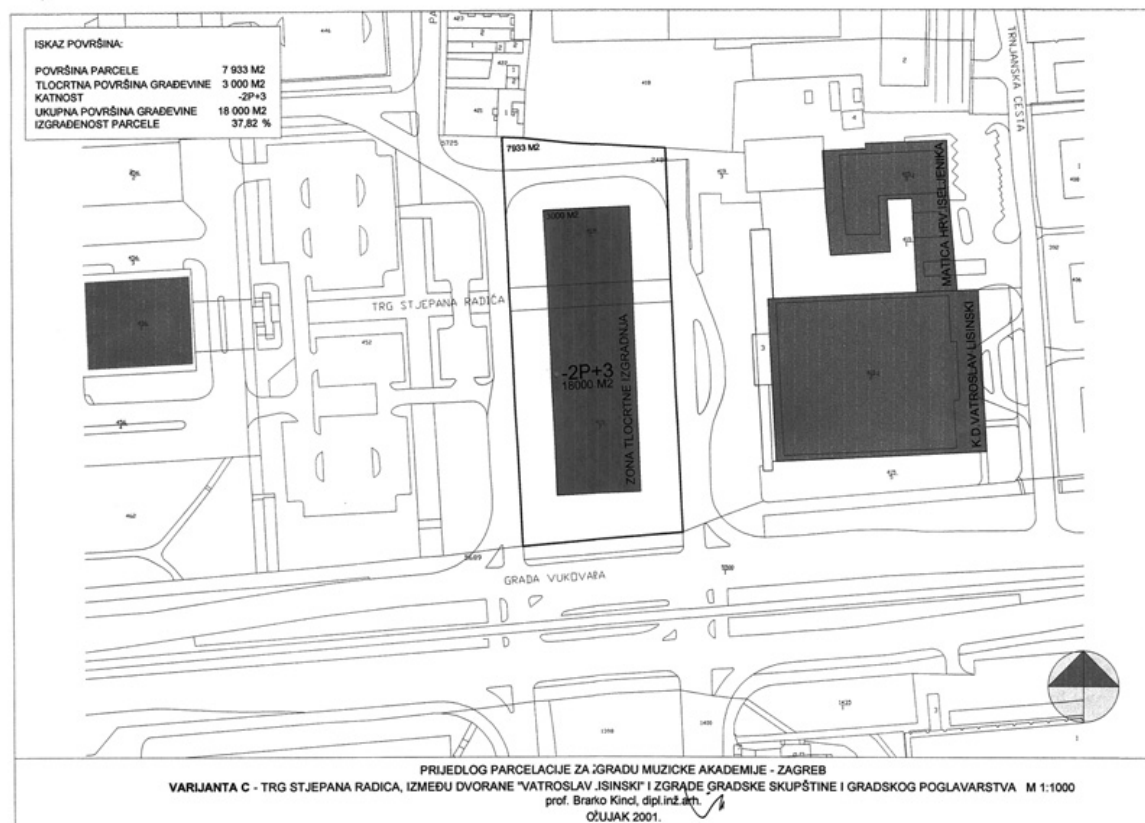 ISKAZ POVRŠINA:
POVRŠINA PARCELE 7 933 M2
TLOCRTNA POVRŠINA GRAĐEVINE 3 000 M2
KATNOST -2P+3
UKUPNA POVRŠINA GRAĐEVINE 18 000 M2
IZGRAĐENOST PARCELE 37,82 %
TRNJANSKA CESTA
5725
7933 M2
3000 M2
MATICA HRV.ISELJENIKA
TRG STJEPANA RADIĆA
452
-2P+3
18000 M2
ZONA TLOCRTNE IZGRADNJA
K.D.VATROSLAV LISINSKI
462
GRADA VUKOVARA
PRIJEDLOG PARCELACIJE ZA ZGRADU MUZICKE AKADEMIJE - ZAGREB
VARIJANTA C - TRG STJEPANA RADICA, IZMEĐU DVORANE "VATROSLAV LISINSKI" I ZGRADE GRADSKE SKUPŠTINE I GRADSKOG POGLAVARSTVA M 1:1000
prof. Branko Kincl, dipl.inž.arh.
OŽUJAK 2001.